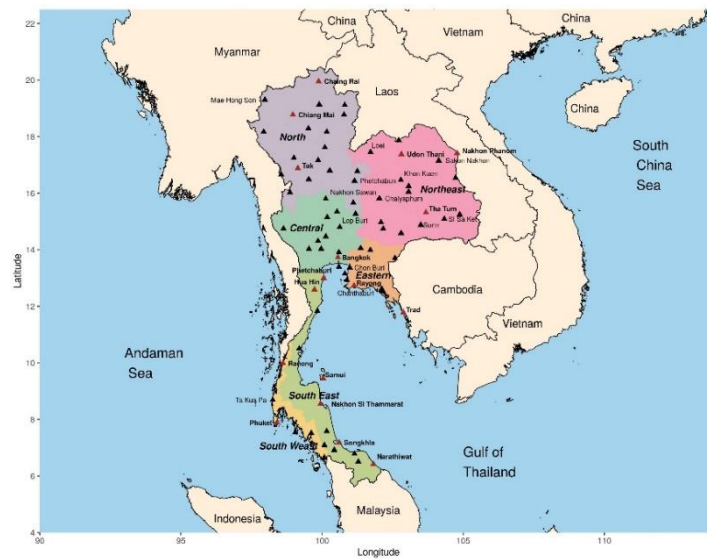 22
20
18
16
14
12
10
8
6
4
Latitude
90
95
100
105
110
Longitude
China
Vietnam
China
Myanmar
Laos
China
South
China
Sea
Chaing Rai
Mae Hong Son
Chiang Mai
North
Loei
Udon Thani
Nakhon Phanom
Sakon Nakhon
Tak
Phetchabun
Khon Kaen
Northeast
Nakhon Sawan
Chaiyaphum
Tha Tum
Lop Buri
Si Sa Ket
Surin
Central
Bangkok
Chon Buri
Eastern
Phetchaburi
Hua Hin
Rayong
Chanthaburi
Cambodia
Trad
Vietnam
Andaman
Sea
Ranong
Samui
South East
Ta Kua Pa
Nakhon Si Thammarat
Phuket
South Weast
Songkhla
Narathiwat
Gulf of
Thailand
Malaysia
Indonesia